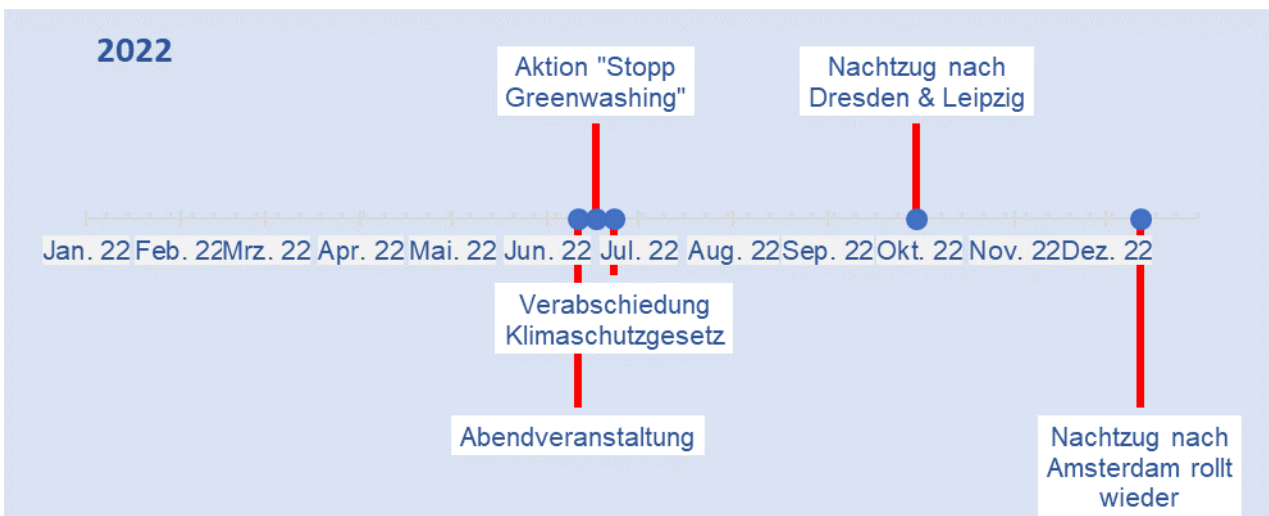 2022
Aktion "Stopp
Greenwashing"
Nachtzug nach
Dresden & Leipzig
Jan. 22 Feb. 22 Mrz. 22 Apr. 22 Mai. 22 Jun. 22 Jul. 22 Aug. 22 Sep. 22 Okt. 22 Nov. 22 Dez. 22
Verabschiedung
Klimaschutzgesetz
Abendveranstaltung
Nachtzug nach
Amsterdam rollt
wieder